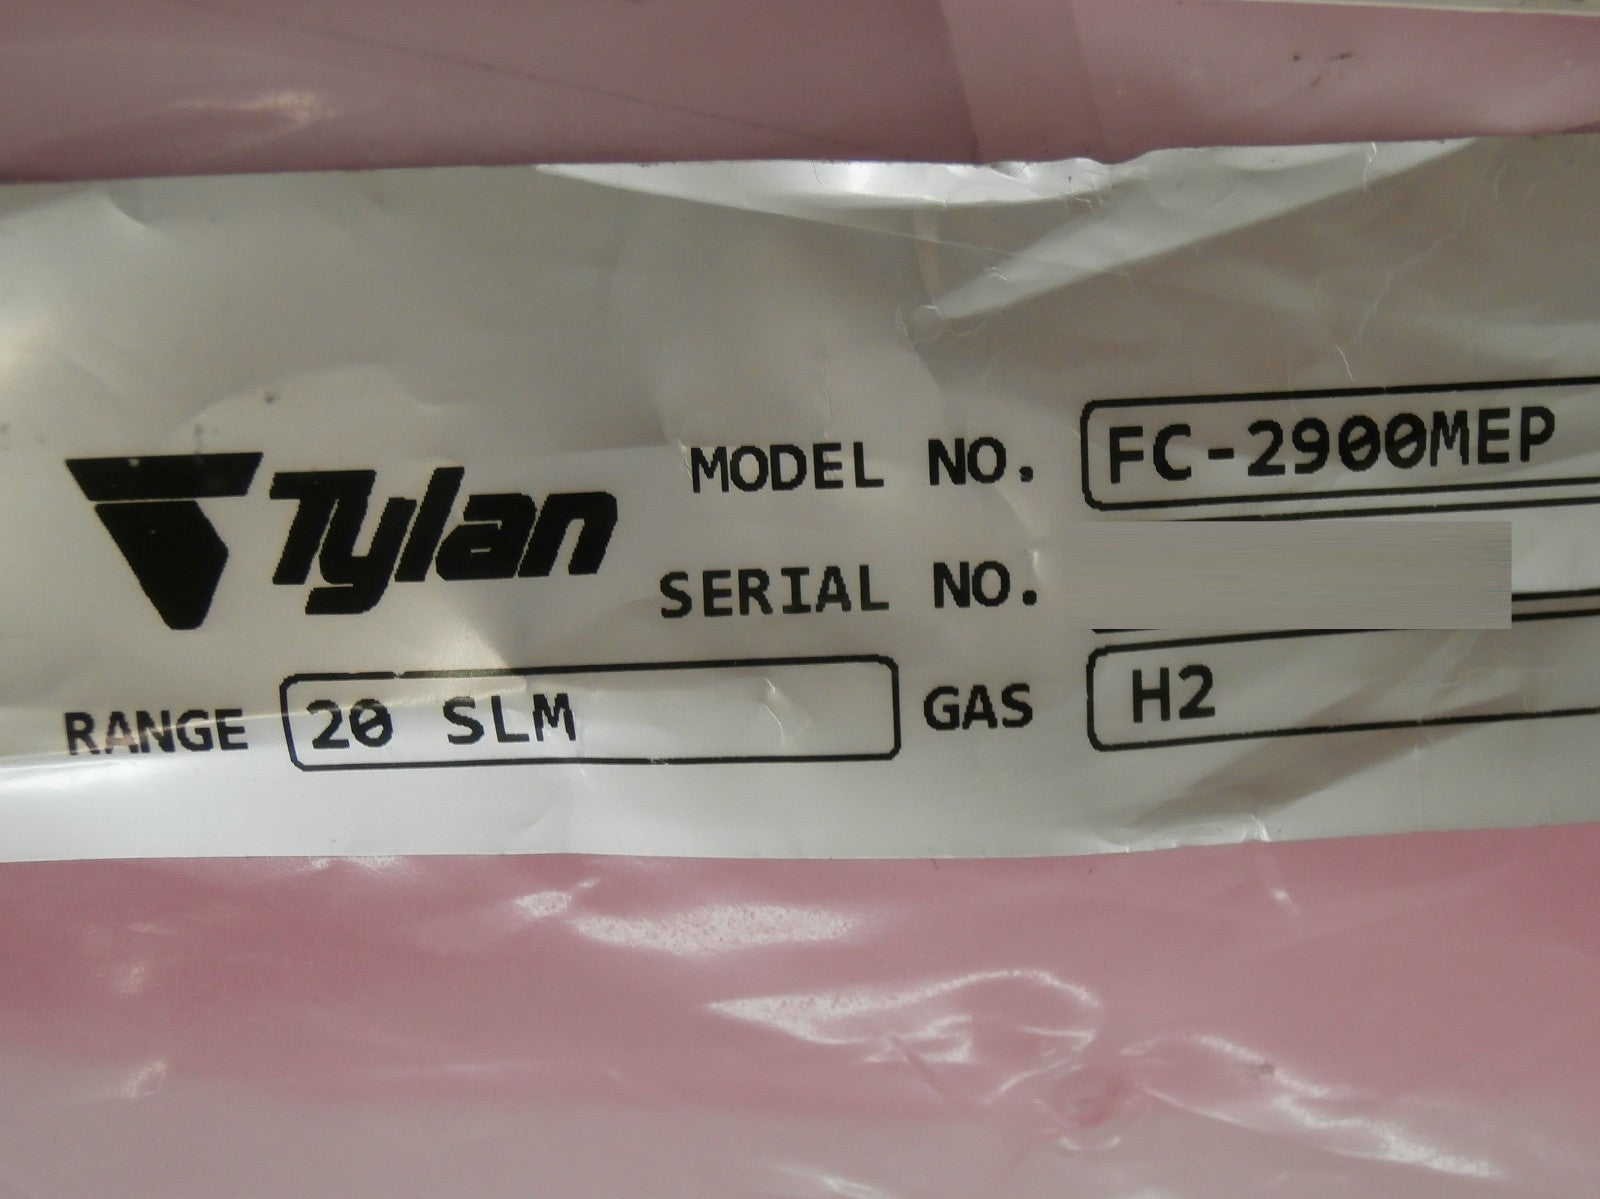 Tylan
MODEL NO. FC-2900MEP
SERIAL NO.
RANGE 20 SLM GAS H2